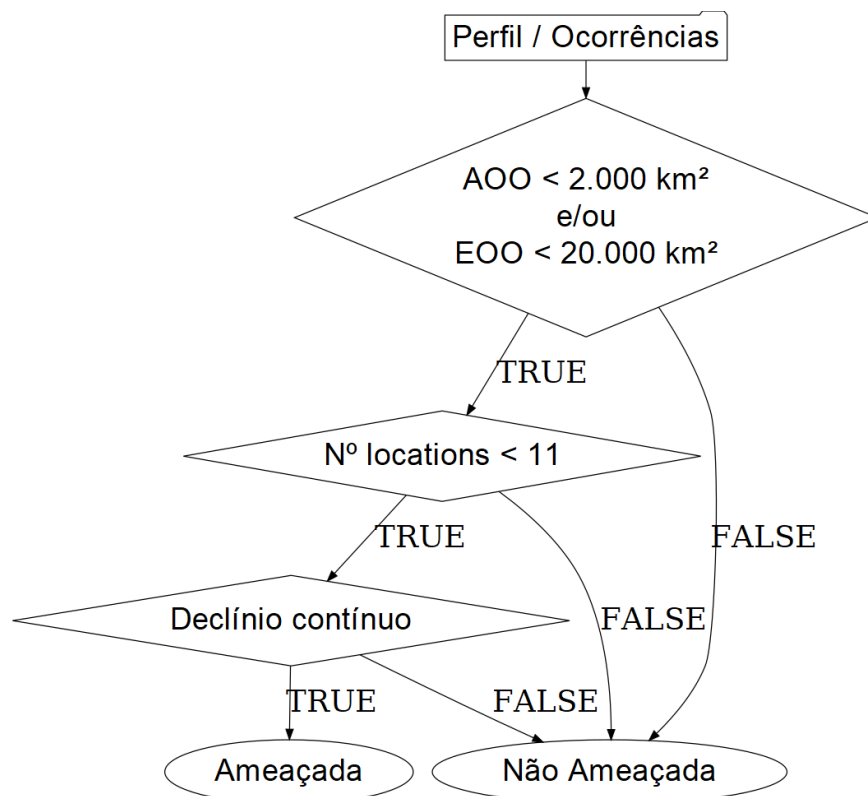 Perfil / Ocorrências
AOO < 2.000 km²
e/ou
EOO < 20.000 km²
TRUE
Nº locations < 11
TRUE
FALSE
Declínio contínuo
FALSE
TRUE
FALSE
Ameaçada
Não Ameaçada